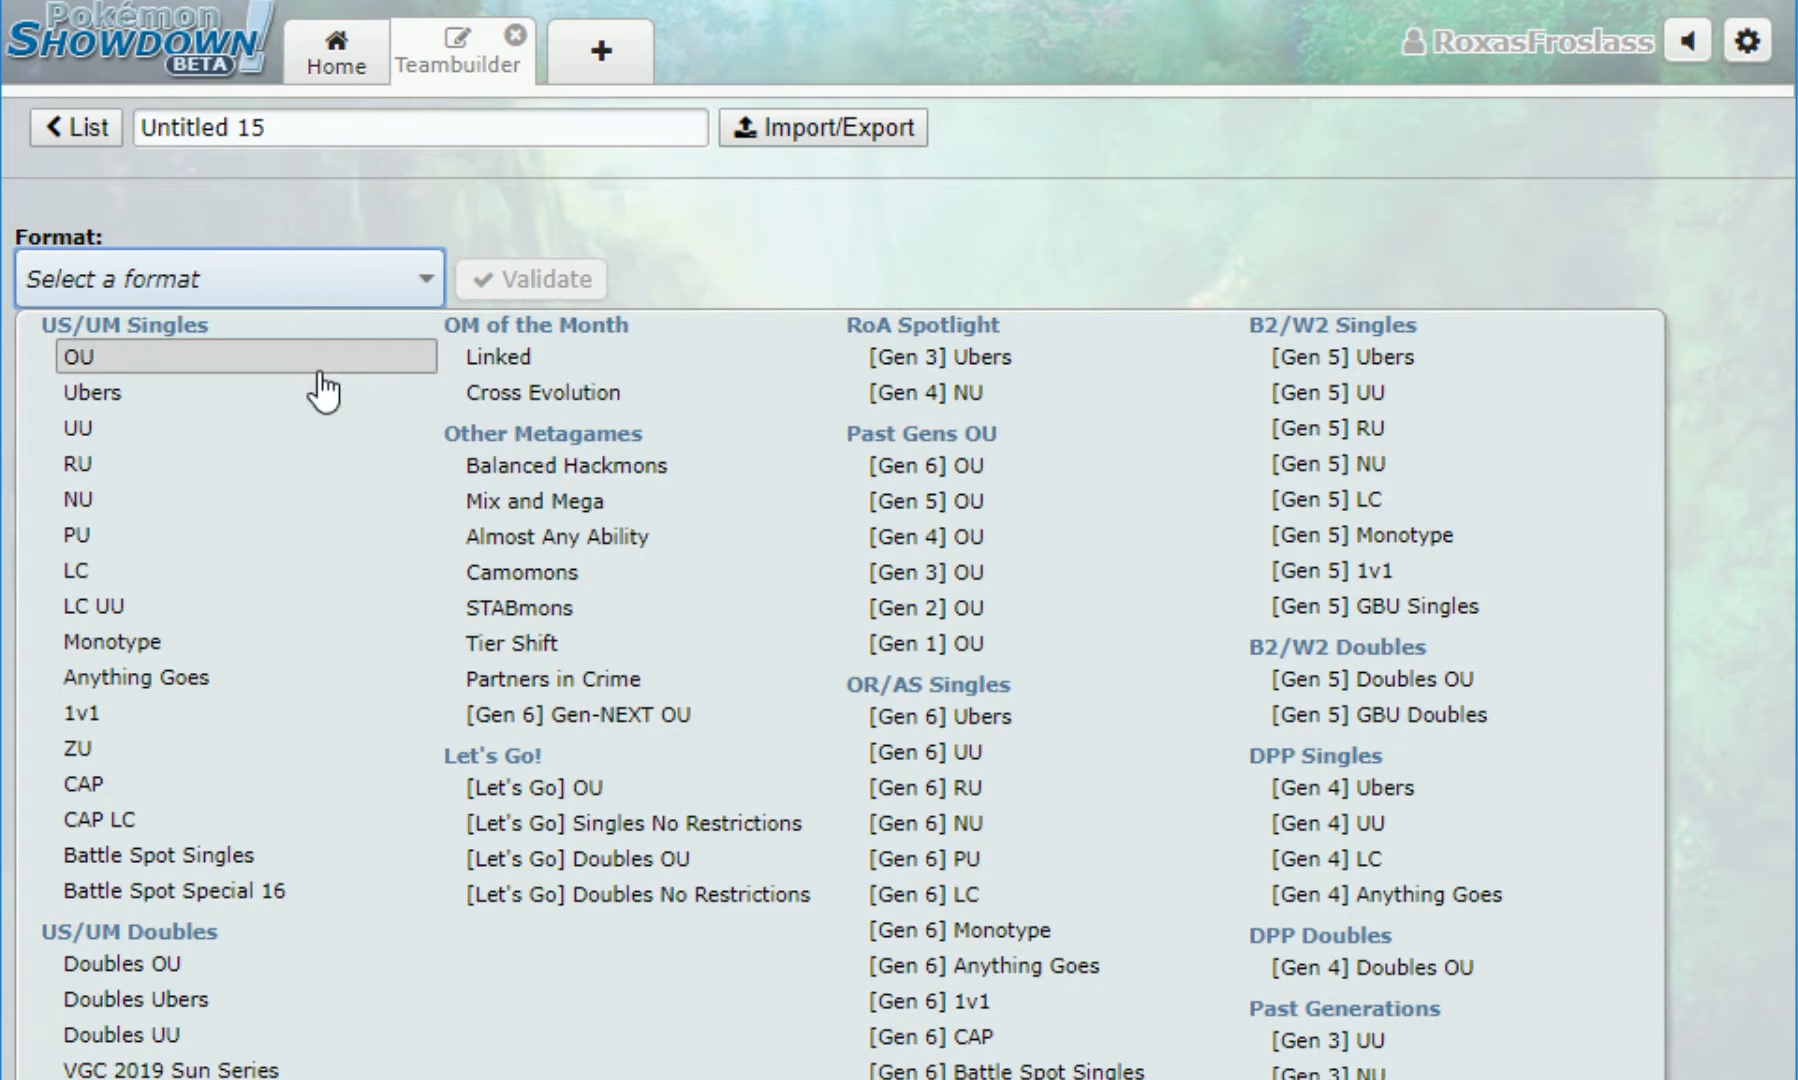 Pokémon
SHOWDOWN!
BETA
Home
Teambuilder
RoxasFroslass
List
Untitled 15
Import/Export
Format:
Select a format
Validate
US/UM Singles
OU
Ubers
UU
RU
NU
PU
LC
LC UU
Monotype
Anything Goes
1v1
ZU
CAP
CAP LC
Battle Spot Singles
Battle Spot Special 16
US/UM Doubles
Doubles OU
Doubles Ubers
Doubles UU
VGC 2019 Sun Series
OM of the Month
Linked
Cross Evolution
Other Metagames
Balanced Hackmons
Mix and Mega
Almost Any Ability
Camomons
STABmons
Tier Shift
Partners in Crime
[Gen 6] Gen-NEXT OU
Let's Go!
[Let's Go] OU
[Let's Go] Singles No Restrictions
[Let's Go] Doubles OU
[Let's Go] Doubles No Restrictions
RoA Spotlight
[Gen 3] Ubers
[Gen 4] NU
Past Gens OU
[Gen 6] OU
[Gen 5] OU
[Gen 4] OU
[Gen 3] OU
[Gen 2] OU
[Gen 1] OU
OR/AS Singles
[Gen 6] Ubers
[Gen 6] UU
[Gen 6] RU
[Gen 6] NU
[Gen 6] PU
[Gen 6] LC
[Gen 6] Monotype
[Gen 6] Anything Goes
[Gen 6] 1v1
[Gen 6] CAP
[Gen 6] Battle Spot Singles
B2/W2 Singles
[Gen 5] Ubers
[Gen 5] UU
[Gen 5] RU
[Gen 5] NU
[Gen 5] LC
[Gen 5] Monotype
[Gen 5] 1v1
[Gen 5] GBU Singles
B2/W2 Doubles
[Gen 5] Doubles OU
[Gen 5] GBU Doubles
DPP Singles
[Gen 4] Ubers
[Gen 4] UU
[Gen 4] LC
[Gen 4] Anything Goes
DPP Doubles
[Gen 4] Doubles OU
Past Generations
[Gen 3] UU
[Gen 3] NU